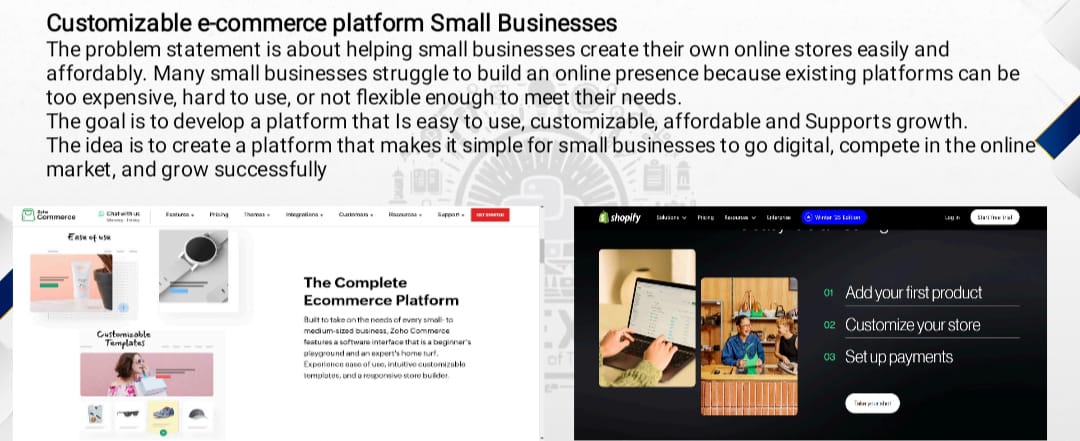 Customizable e-commerce platform Small Businesses
The problem statement is about helping small businesses create their own online stores easily and
affordably. Many small businesses struggle to build an online presence because existing platforms can be
too expensive, hard to use, or not flexible enough to meet their needs.
The goal is to develop a platform that Is easy to use, customizable, affordable and Supports growth.
The idea is to create a platform that makes it simple for small businesses to go digital, compete in the online
market, and grow successfully
Zoho Commerce
Chat with us
Features
Pricing
Themes
Integrations
Customers
Resources
Support
GET STARTED
Ease of use
Customizable
Templates
The Complete
Ecommerce Platform
Built to take on the needs of every small- to
medium-sized business, Zoho Commerce
features a software interface that is a beginner's
playground and an expert's home turf.
Experience ease of use, intuitive customizable
templates, and a responsive store builder.
shopify
Solutions
Pricing
Resources
Enterprise
Winter '25 Edition
Log in
Start free trial
01 Add your first product
02 Customize your store
03 Set up payments
Take your shot